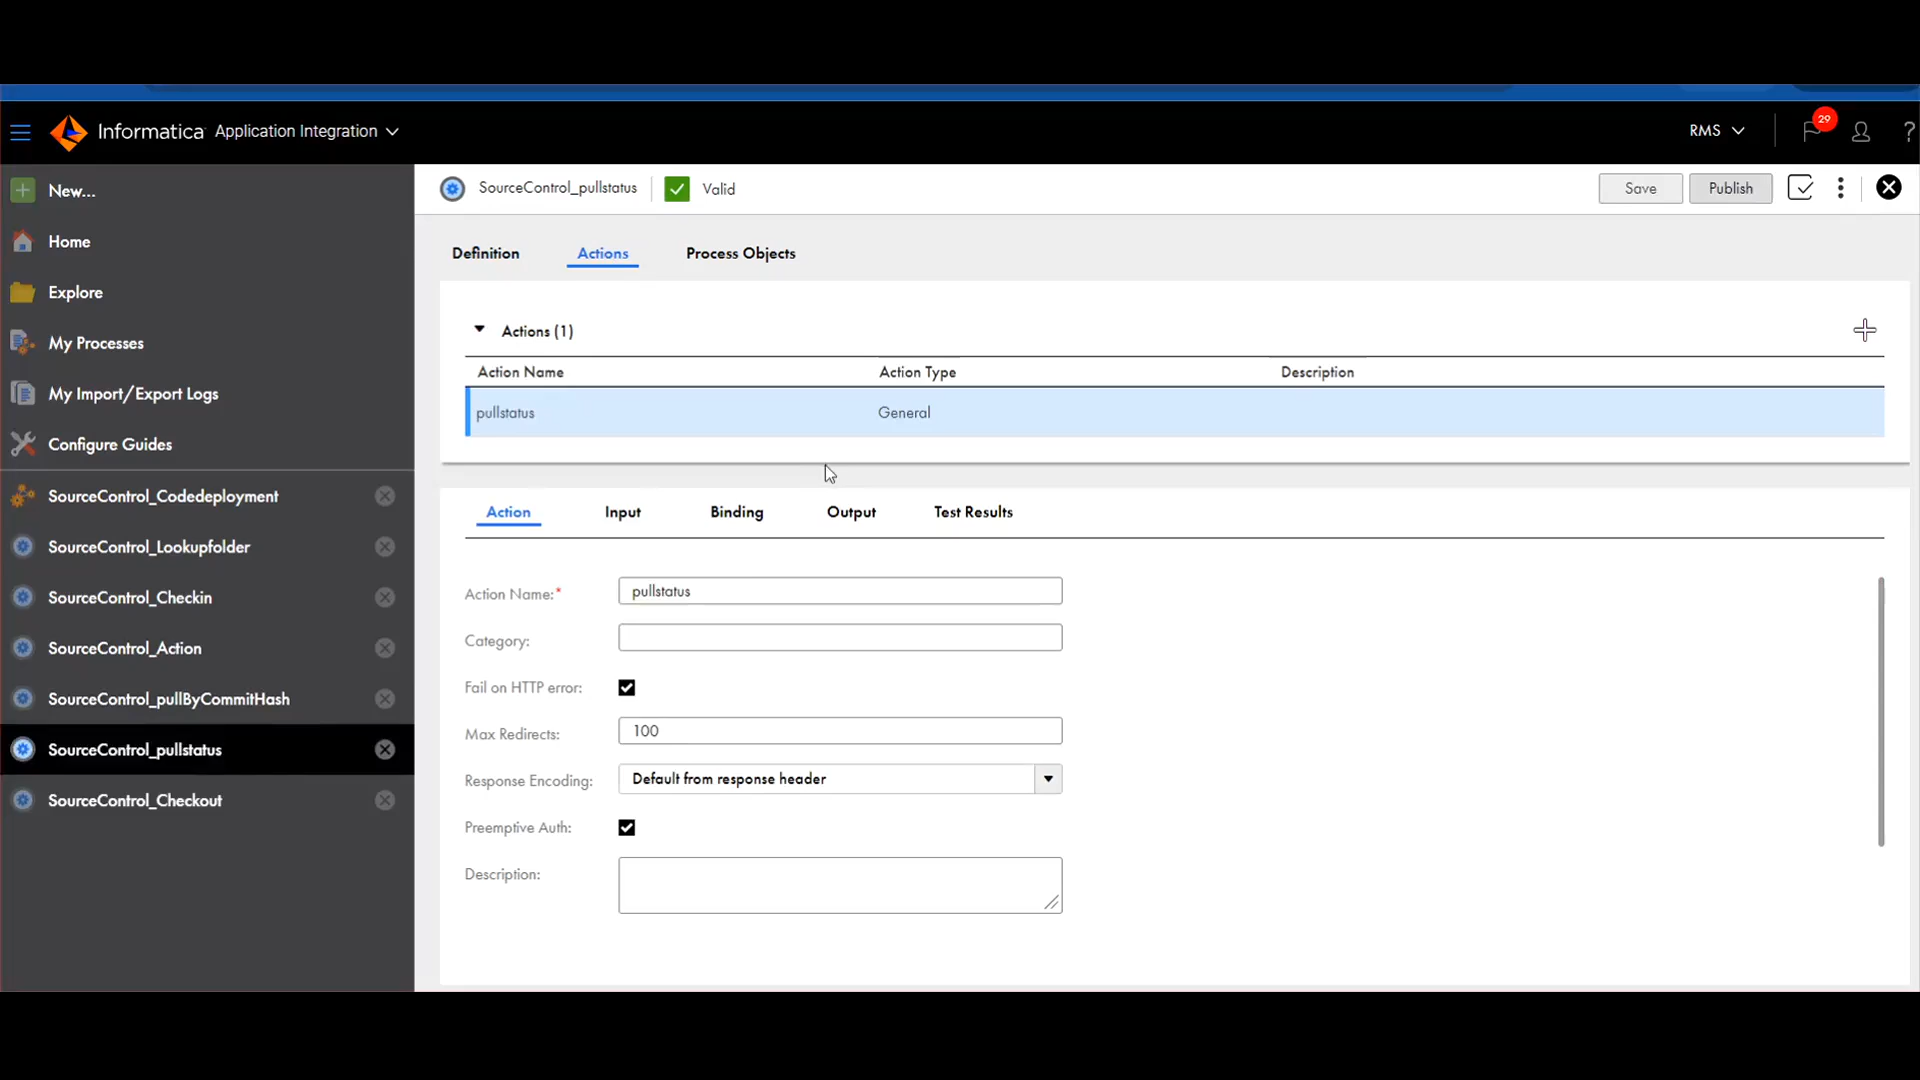 Informatica Application Integration
RMS
29
?
New...
Home
Explore
My Processes
My Import/Export Logs
Configure Guides
SourceControl_Codedeployment
SourceControl_Lookupfolder
SourceControl_Checkin
SourceControl_Action
SourceControl_pullByCommitHash
SourceControl_pullstatus
SourceControl_Checkout
SourceControl_pullstatus Valid Save Publish
Definition Actions Process Objects
Actions (1)
Action Name Action Type Description
pullstatus General
Action Input Binding Output Test Results
Action Name:* pullstatus
Category:
Fail on HTTP error:
Max Redirects: 100
Response Encoding: Default from response header
Preemptive Auth:
Description: